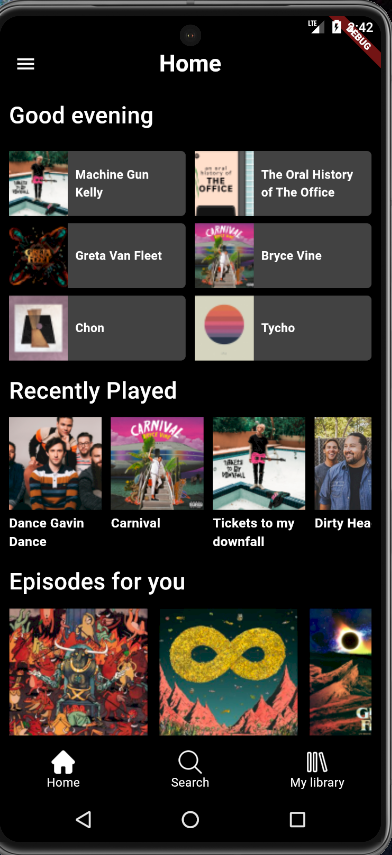 LTE
3:42
DEBUG
Home
Good evening
Machine Gun
Kelly
an oral
history of
THE
OFFICE
The Oral History
of The Office
Greta Van Fleet
CARNIVAL
Bryce Vine
Chon
Tycho
Recently Played
CARNIVAL
BRYCE VINE
TICKETS
TO MY
DOWNFALL
Dance Gavin
Dance
Carnival
Tickets to my
downfall
Dirty Hea
Episodes for you
Home
Search
My library